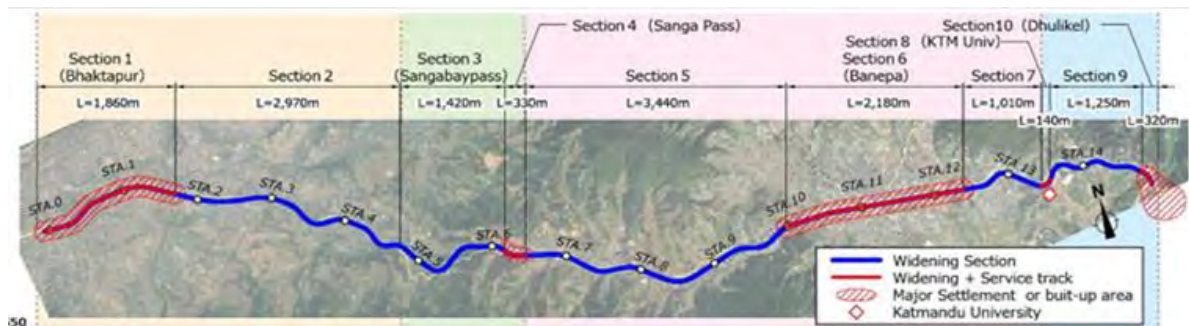 Section 4 (Sanga Pass)
Section10 (Dhulikel)
Section 8 (KTM Univ)
Section 1
(Bhaktapur)
Section 2
Section 3
(Sangabaypass)
Section 5
Section 6
(Banepa)
Section 7
Section 9
L=1,860m
L=2,970m
L=1,420m
L=330m
L=3,440m
L=2,180m
L=1,010m
L=140m
L=1,250m
L=320m
STA.0
STA.1
STA.2
STA.3
STA.4
STA.5
STA.6
STA.7
STA.8
STA.9
STA.10
STA.11
STA.12
STA.13
STA.14
N
Widening Section
Widening + Service track
Major Settlement or buit-up area
Katmandu University
50